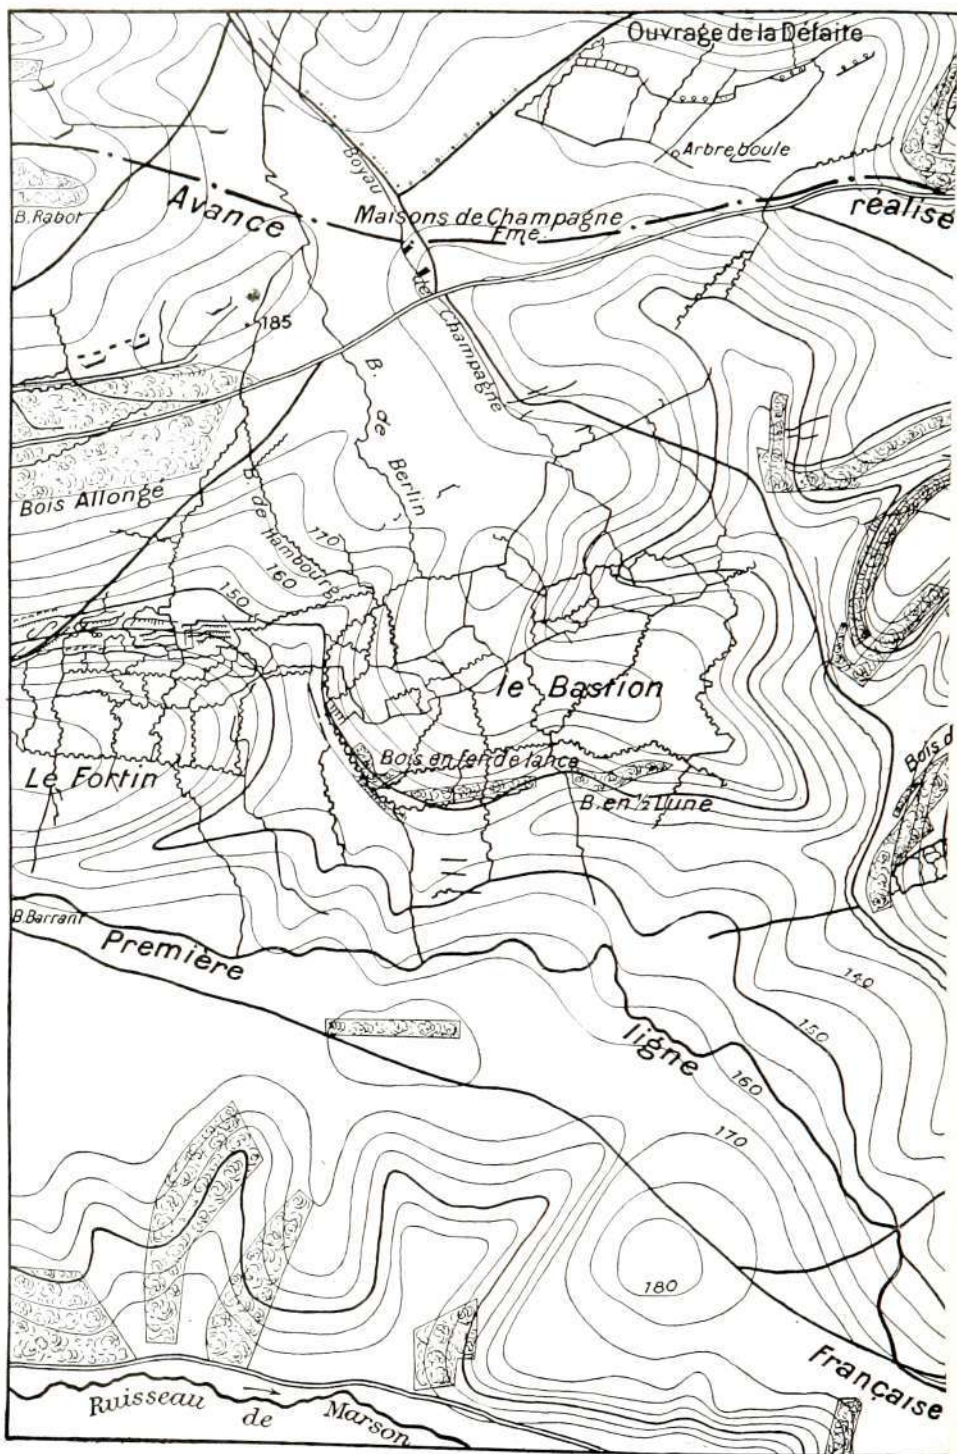 Ouvrage de la Défaite
Arbre boule
Boyau de Champagne
B. Rabot
Avance réalisé
Maisons de Champagne
Fme.
185
B. de Berlin
Bois Allongé
B. de Hambourg
170
160
150
le Bastion
Bois en fer de lance
B. en ½ Lune
Le Fortin
Bois d
B. Barrant
Première ligne Française
140
150
160
170
180
Ruisseau de Marson